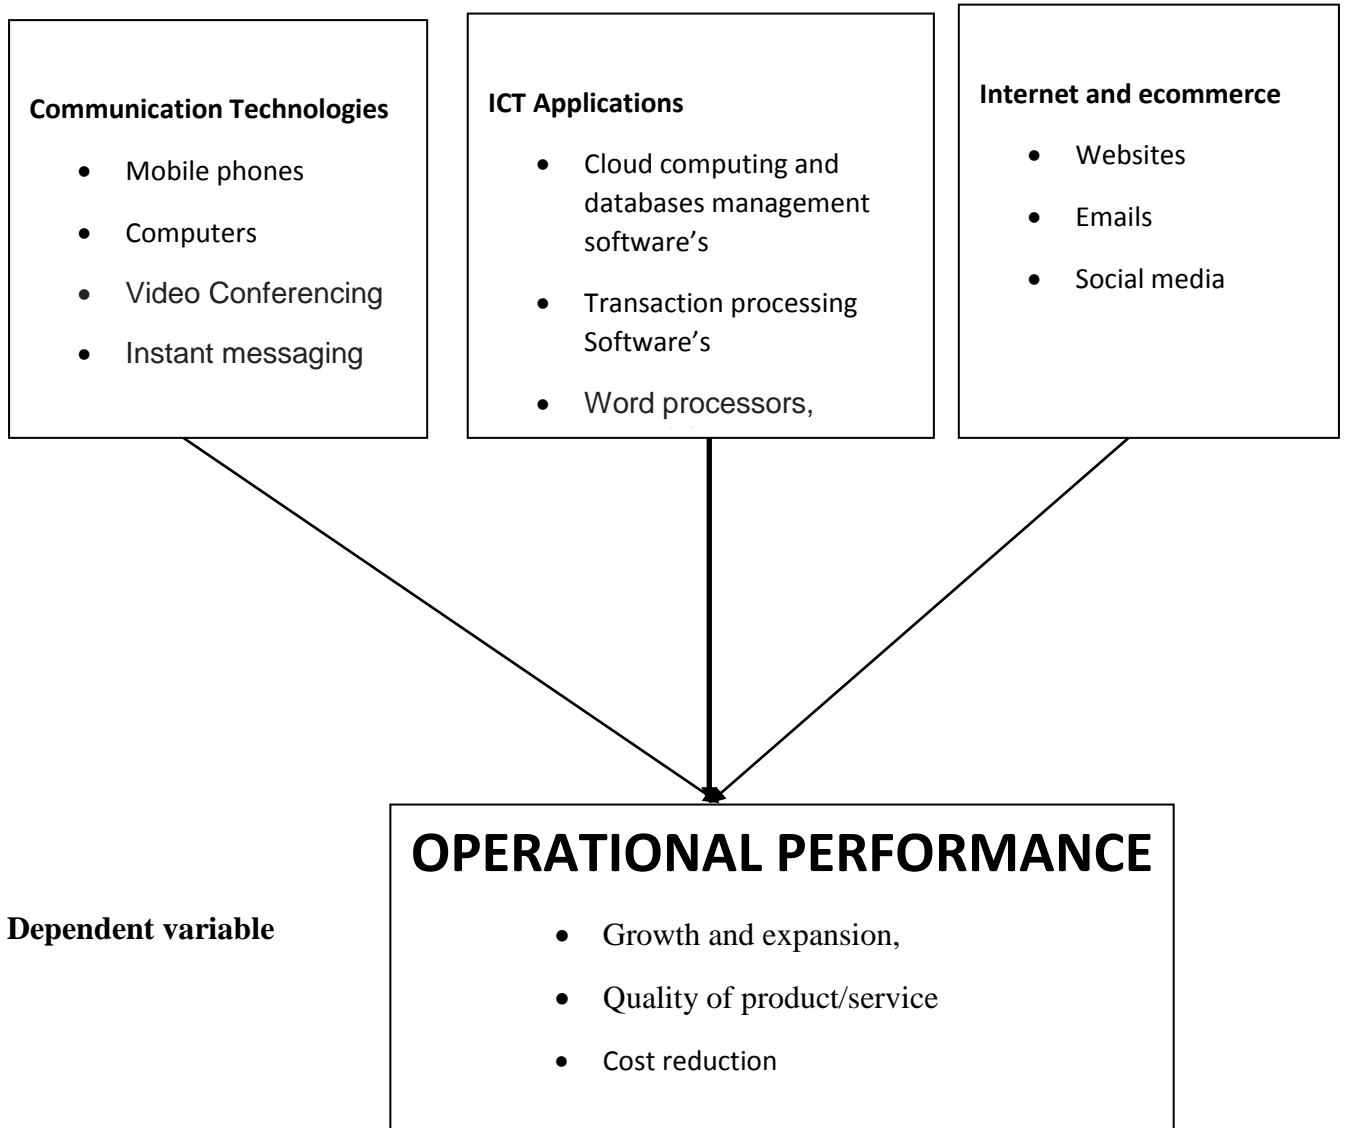 Communication Technologies
• Mobile phones
• Computers
• Video Conferencing
• Instant messaging
ICT Applications
• Cloud computing and
databases management
software’s
• Transaction processing
Software’s
• Word processors,
Internet and ecommerce
• Websites
• Emails
• Social media
OPERATIONAL PERFORMANCE
Dependent variable
• Growth and expansion,
• Quality of product/service
• Cost reduction